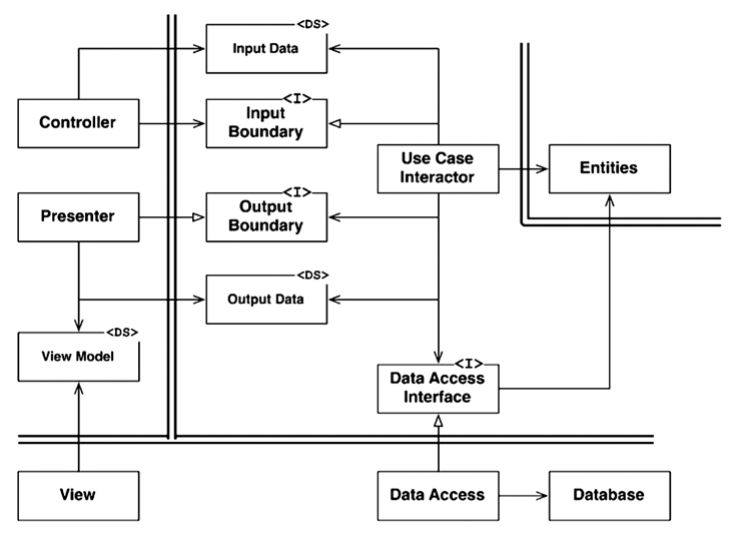 <DS>
Input Data
<I>
Controller
Input
Boundary
Use Case
Interactor
Entities
<I>
Presenter
Output
Boundary
<DS>
Output Data
<DS>
View Model
<I>
Data Access
Interface
View
Data Access
Database